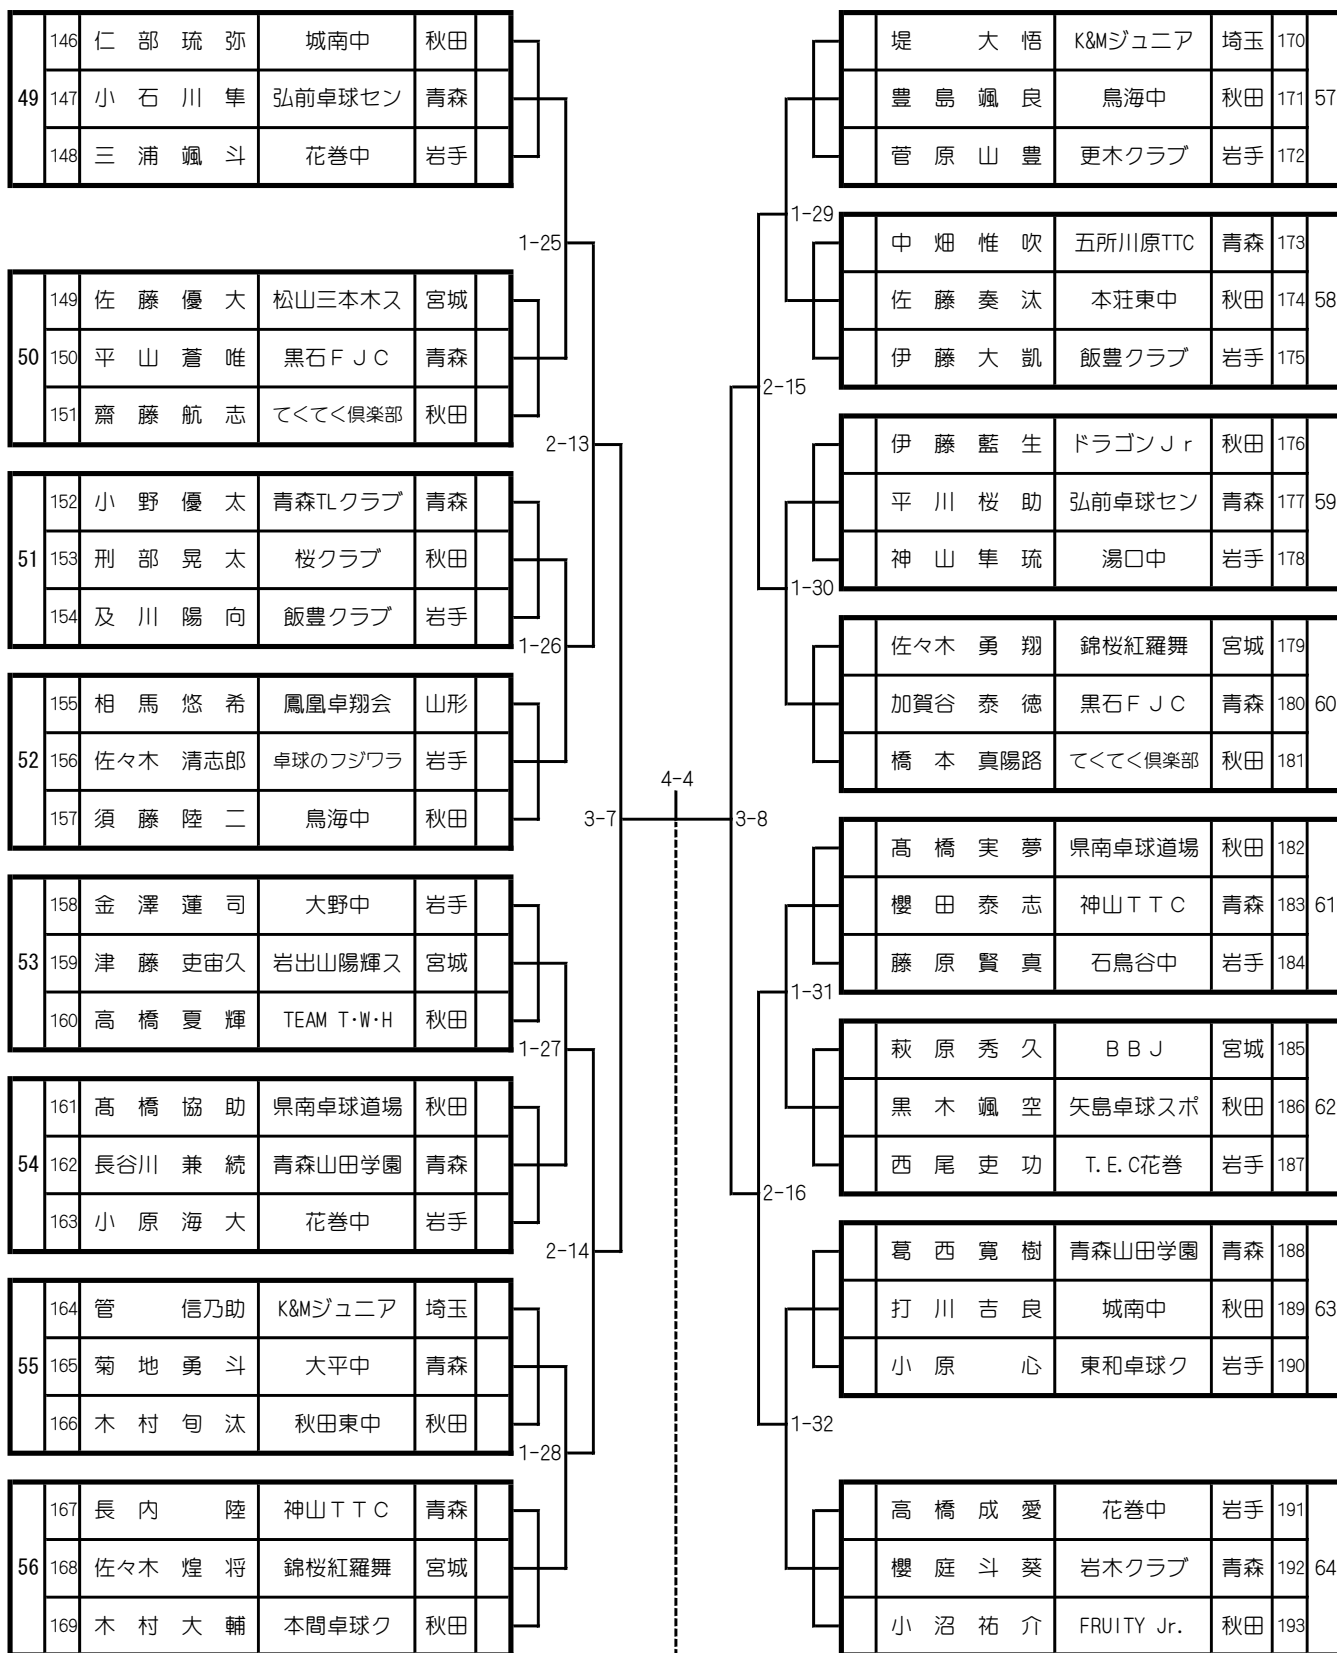 49
146 仁部琉弥 城南中 秋田
147 小石川隼 弘前卓球セン 青森
148 三浦颯斗 花巻中 岩手
1-25
50
149 佐藤優大 松山三本木ス 宮城
150 平山蒼唯 黒石ＦＪＣ 青森
151 齋藤航志 てくてく倶楽部 秋田
2-13
51
152 小野優太 青森TLクラブ 青森
153 刑部晃太 桜クラブ 秋田
154 及川陽向 飯豊クラブ 岩手
1-26
52
155 相馬悠希 鳳凰卓翔会 山形
156 佐々木清志郎 卓球のフジワラ 岩手
157 須藤陸二 鳥海中 秋田
3-7
53
158 金澤蓮司 大野中 岩手
159 津藤吏宙久 岩出山陽輝ス 宮城
160 高橋夏輝 TEAM T・W・H 秋田
1-27
54
161 髙橋協助 県南卓球道場 秋田
162 長谷川兼続 青森山田学園 青森
163 小原海大 花巻中 岩手
2-14
55
164 管信乃助 K&Mジュニア 埼玉
165 菊地勇斗 大平中 青森
166 木村旬汰 秋田東中 秋田
1-28
56
167 長内陸 神山ＴＴＣ 青森
168 佐々木煌将 錦桜紅羅舞 宮城
169 木村大輔 本間卓球ク 秋田
4-4
堤大悟 K&Mジュニア 埼玉 170
豊島颯良 鳥海中 秋田 171
菅原山豊 更木クラブ 岩手 172
57
1-29
中畑惟吹 五所川原TTC 青森 173
佐藤奏汰 本荘東中 秋田 174
伊藤大凱 飯豊クラブ 岩手 175
58
2-15
伊藤藍生 ドラゴンＪｒ 秋田 176
平川桜助 弘前卓球セン 青森 177
神山隼琉 湯口中 岩手 178
59
1-30
佐々木勇翔 錦桜紅羅舞 宮城 179
加賀谷泰徳 黒石ＦＪＣ 青森 180
橋本真陽路 てくてく倶楽部 秋田 181
60
3-8
髙橋実夢 県南卓球道場 秋田 182
櫻田泰志 神山ＴＴＣ 青森 183
藤原賢真 石鳥谷中 岩手 184
61
1-31
萩原秀久 ＢＢＪ 宮城 185
黒木颯空 矢島卓球スポ 秋田 186
西尾吏功 T.E.C花巻 岩手 187
62
2-16
葛西寛樹 青森山田学園 青森 188
打川吉良 城南中 秋田 189
小原心 東和卓球ク 岩手 190
63
1-32
高橋成愛 花巻中 岩手 191
櫻庭斗葵 岩木クラブ 青森 192
小沼祐介 FRUITY Jr. 秋田 193
64